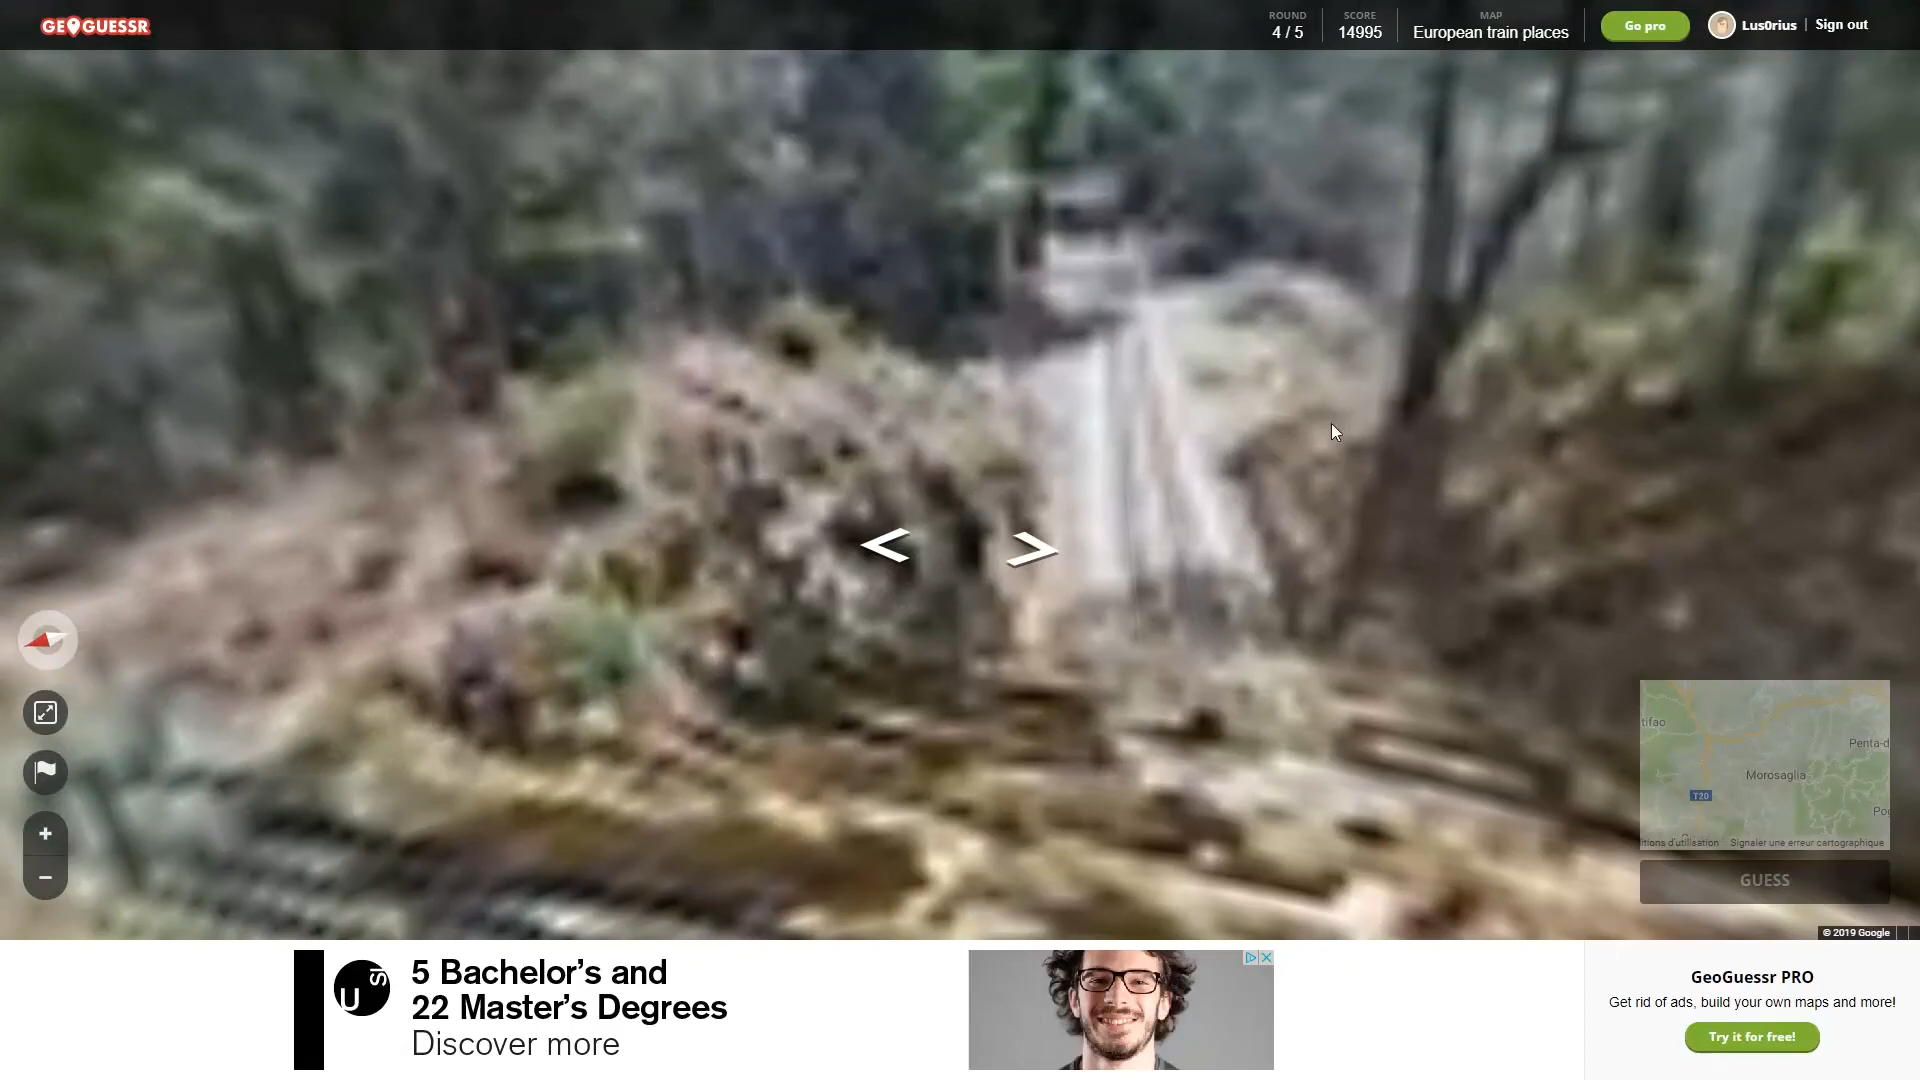 GEOGUESSR
ROUND
4 / 5
SCORE
14995
MAP
European train places
Go pro
Lus0rius
Sign out
tifao
Penta-d
Morosaglia
T20
itions d'utilisation
Signaler une erreur cartographique
GUESS
© 2019 Google
USI
5 Bachelor's and
22 Master's Degrees
Discover more
GeoGuessr PRO
Get rid of ads, build your own maps and more!
Try it for free!